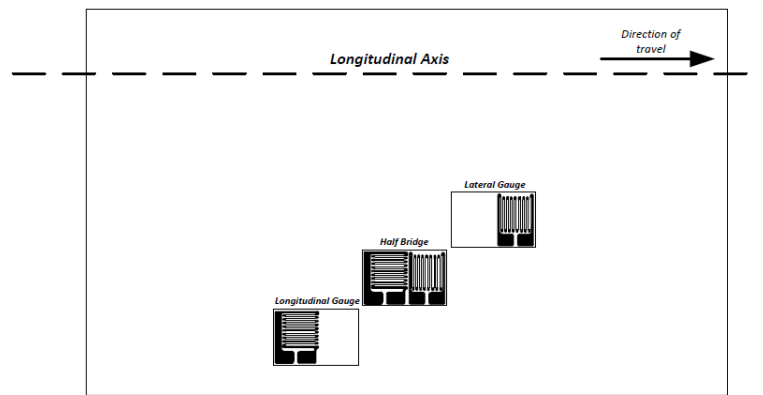 Direction of
travel
Longitudinal Axis
Lateral Gauge
Half Bridge
Longitudinal Gauge